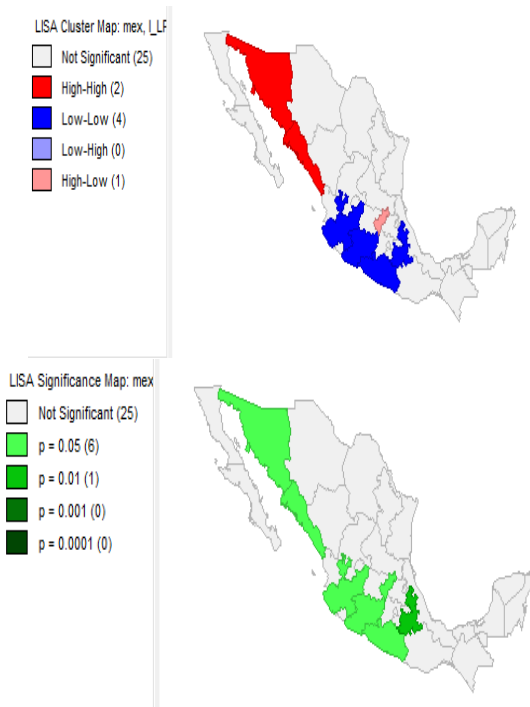 LISA Cluster Map: mex, I_LF
Not Significant (25)
High-High (2)
Low-Low (4)
Low-High (0)
High-Low (1)
LISA Significance Map: mex
Not Significant (25)
p = 0.05 (6)
p = 0.01 (1)
p = 0.001 (0)
p = 0.0001 (0)